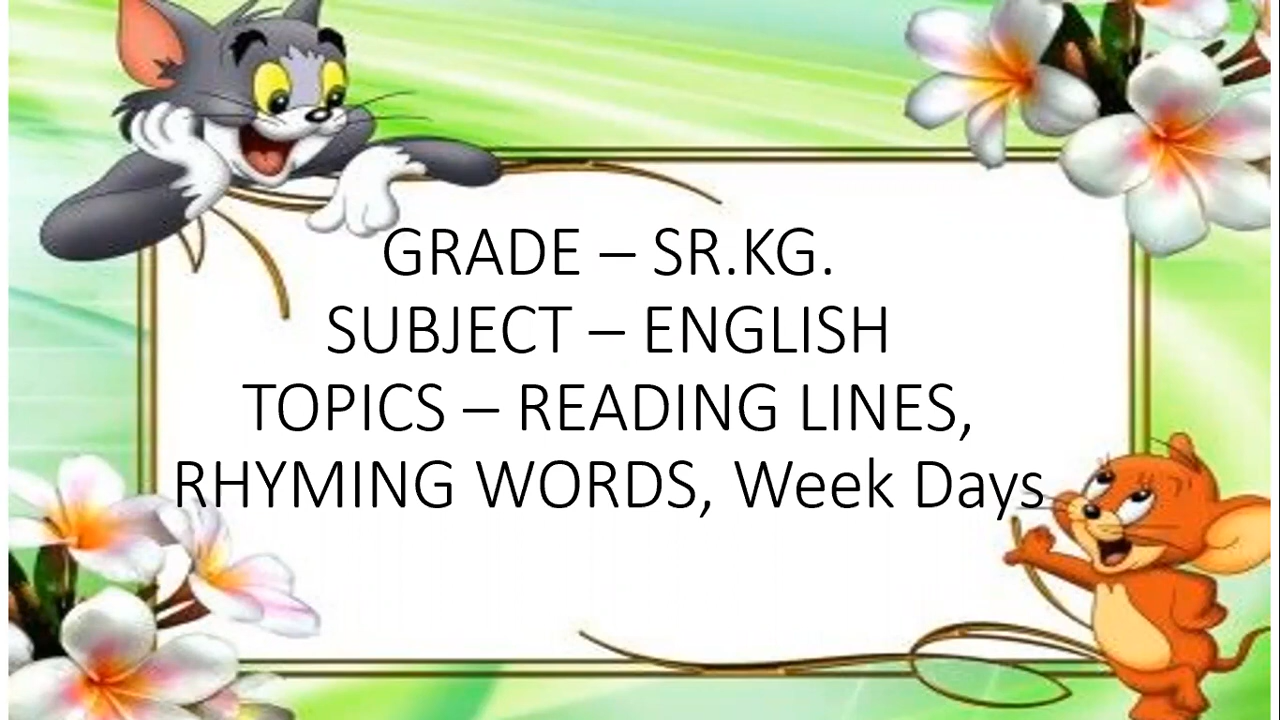 GRADE – SR.KG.
SUBJECT – ENGLISH
TOPICS – READING LINES,
RHYMING WORDS, Week Days